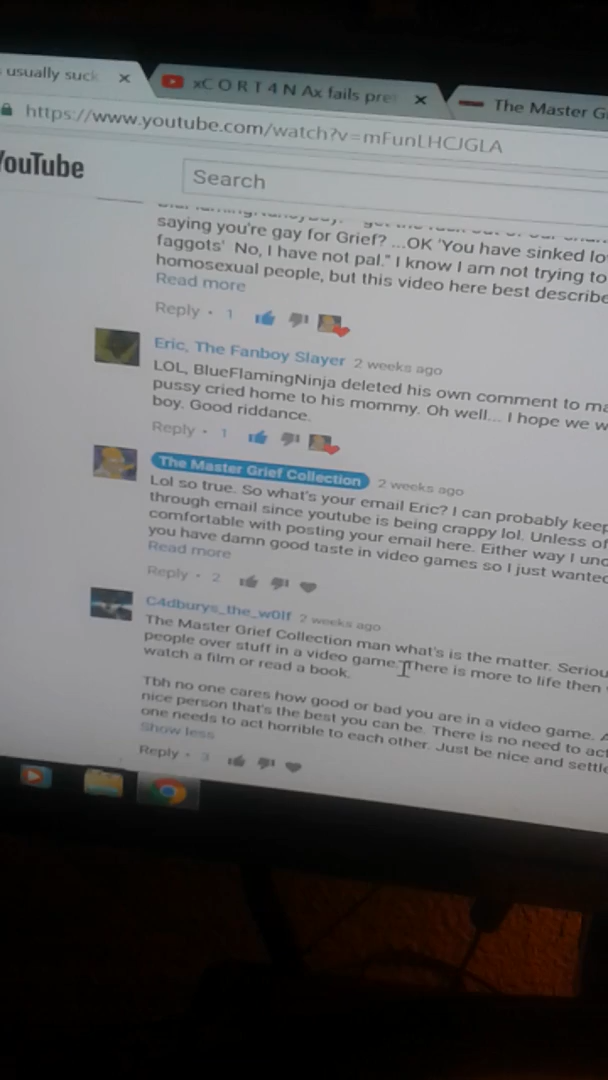 usually suck
xCORT4N Ax fails pre
The Master Gr
https://www.youtube.com/watch?v=mFunLHCJGLA
YouTube
Search
saying you're gay for Grief? ...OK 'You have sinked lo
faggots' No, I have not pal." I know I am not trying to
homosexual people, but this video here best describe
Read more
Reply • 1
Eric, The Fanboy Slayer 2 weeks ago
LOL, BlueFlamingNinja deleted his own comment to ma
pussy cried home to his mommy. Oh well... I hope we w
boy. Good riddance.
Reply • 1
The Master Grief Collection 2 weeks ago
Lol so true. So what's your email Eric? I can probably keep
through email since youtube is being crappy lol. Unless of
comfortable with posting your email here. Either way I und
you have damn good taste in video games so I just wanted
Read more
Reply • 2
C4dburys_the_w0lf 2 weeks ago
The Master Grief Collection man what's is the matter. Seriou
people over stuff in a video game. There is more to life then
watch a film or read a book.
Tbh no one cares how good or bad you are in a video game. A
nice person that's the best you can be. There is no need to act
one needs to act horrible to each other. Just be nice and settle
Show less
Reply • 3